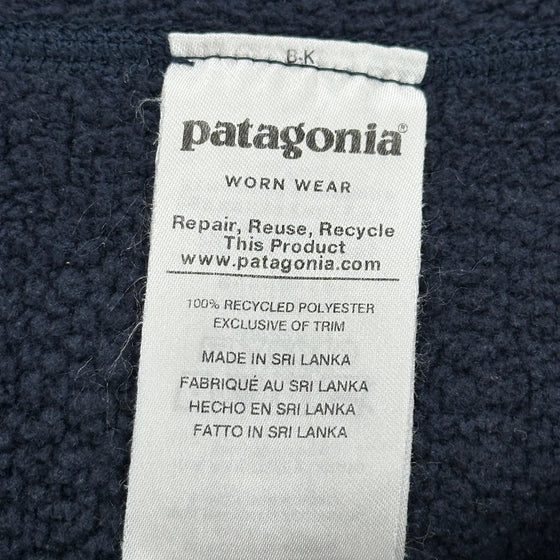 B·K
patagonia®
WORN WEAR
Repair, Reuse, Recycle
This Product
www.patagonia.com
100% RECYCLED POLYESTER
EXCLUSIVE OF TRIM
MADE IN SRI LANKA
FABRIQUÉ AU SRI LANKA
HECHO EN SRI LANKA
FATTO IN SRI LANKA